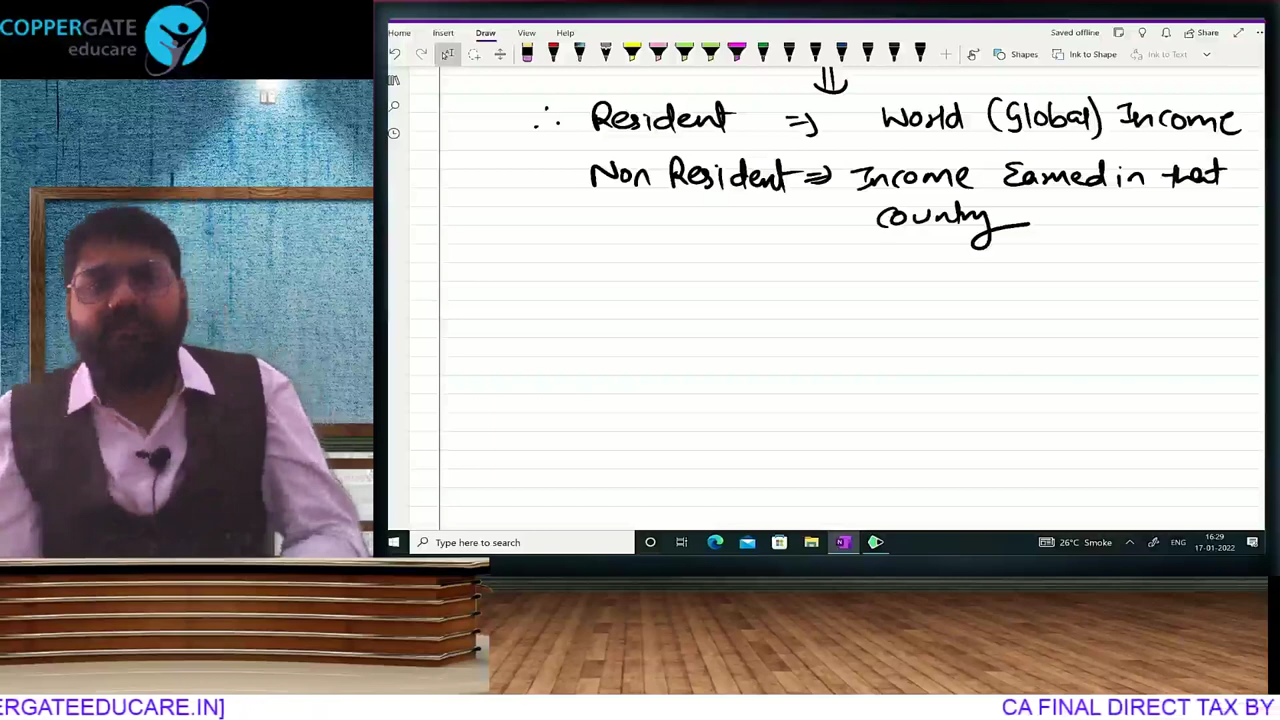 COPPERGATE
educare
Home Insert Draw View Help
Saved offline
Share
Shapes
Ink to Shape
Ink to Text
∴ Resident ⇒ World (Global) Income
Non Resident ⇒ Income Earned in that
country
Type here to search
26°C Smoke
ENG
16:29
17-01-2022
ERGATEEDUCARE.IN]
CA FINAL DIRECT TAX BY